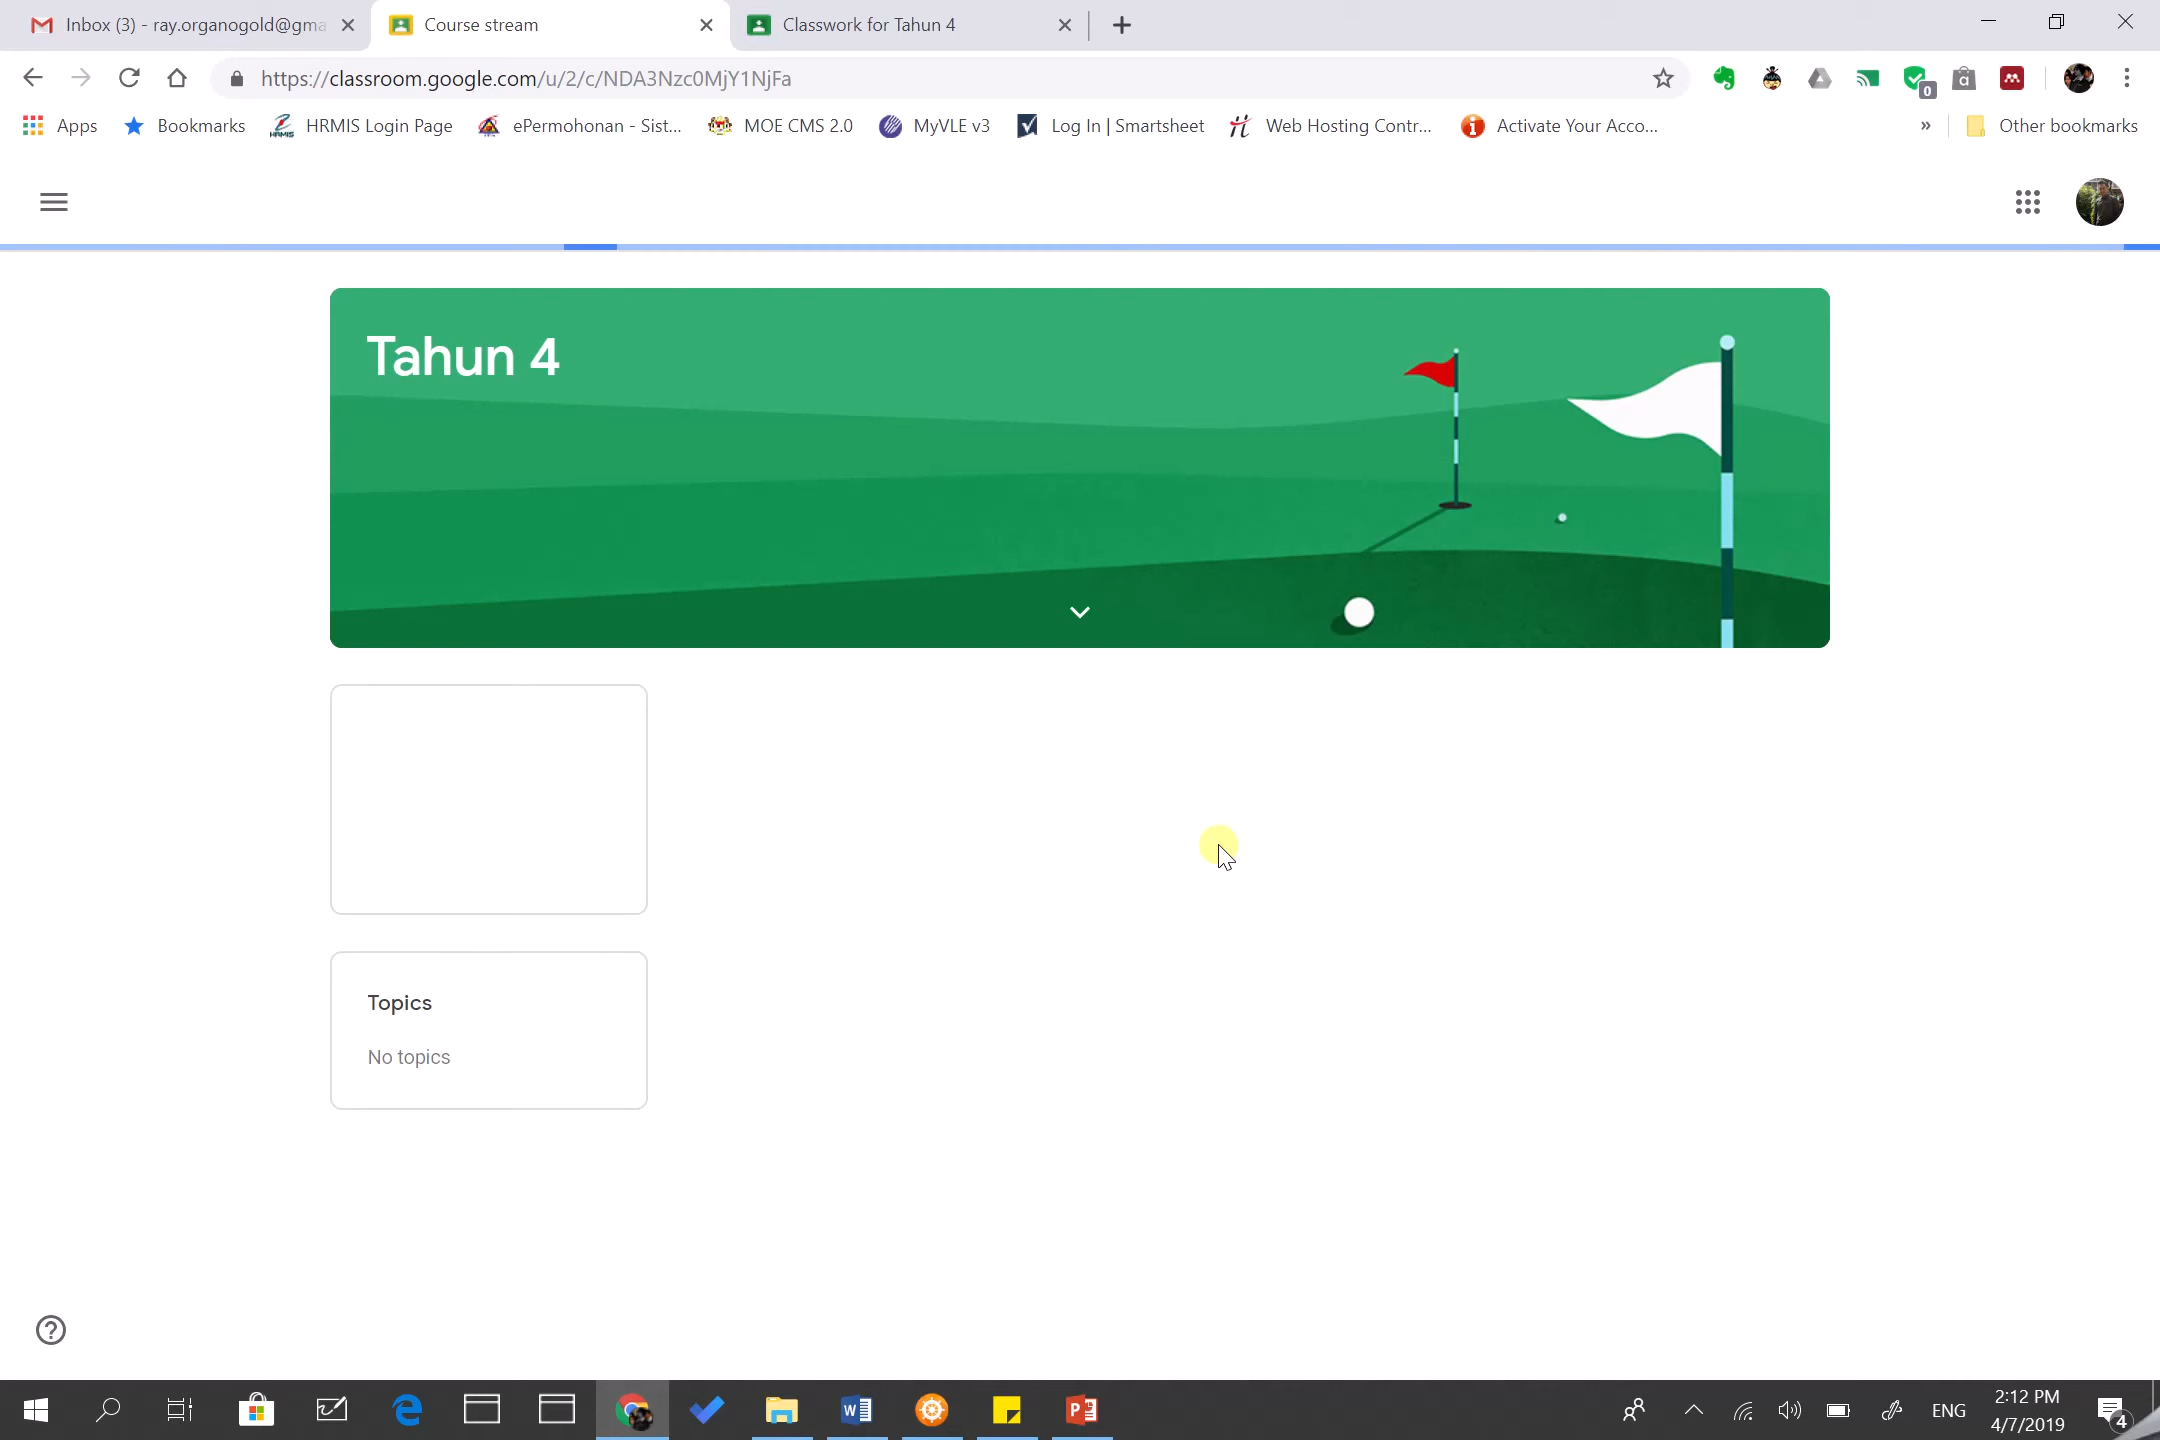 Inbox (3) - ray.organogold@gma
Course stream
Classwork for Tahun 4
https://classroom.google.com/u/2/c/NDA3Nzc0MjY1NjFa
Apps
Bookmarks
HRMIS Login Page
ePermohonan - Sist...
MOE CMS 2.0
MyVLE v3
Log In | Smartsheet
Web Hosting Contr...
Activate Your Acco...
»
Other bookmarks
Tahun 4
Topics
No topics
ENG
2:12 PM
4/7/2019
4